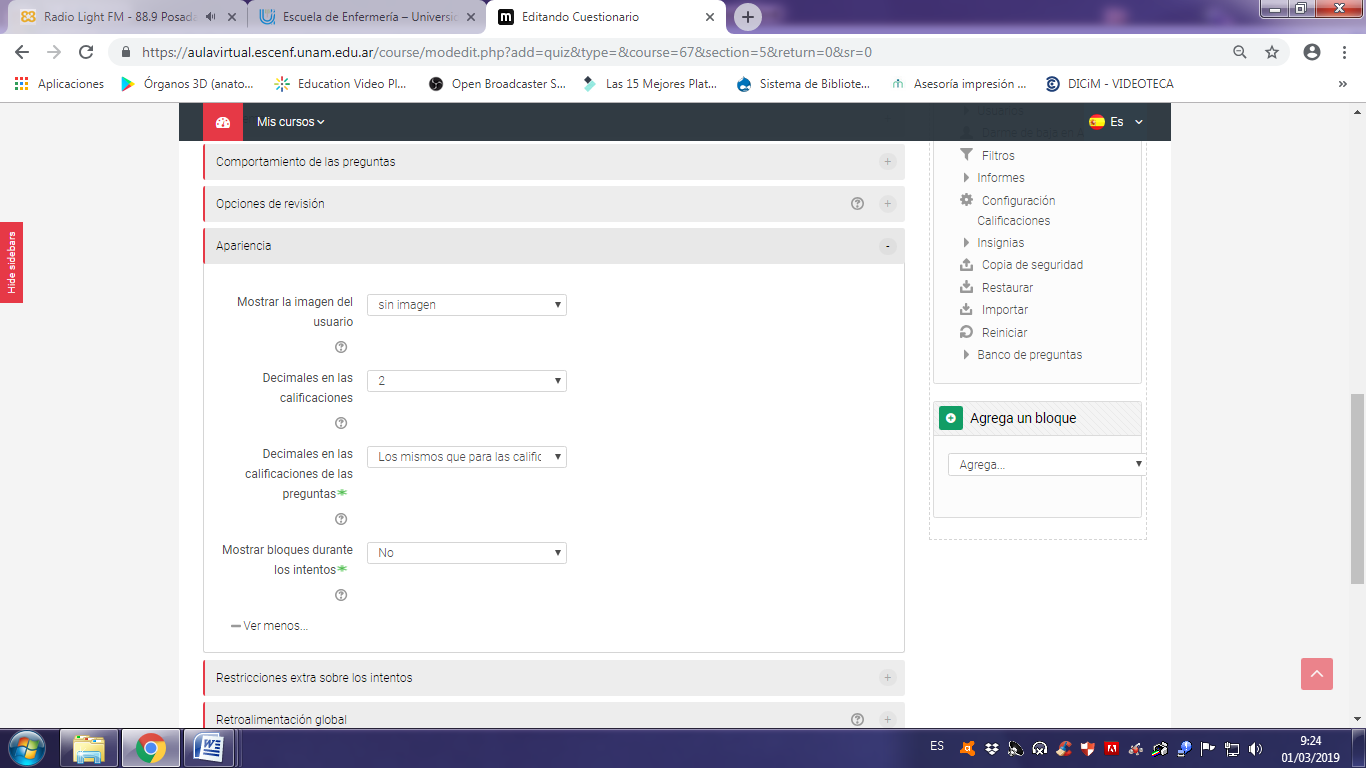 Radio Light FM - 88.9 Posada
Escuela de Enfermería – Universi
Editando Cuestionario
https://aulavirtual.escenf.unam.edu.ar/course/modedit.php?add=quiz&type=&course=67&section=5&return=0&sr=0
Aplicaciones
Órganos 3D (anato...
Education Video Pl...
Open Broadcaster S...
Las 15 Mejores Plat...
Sistema de Bibliote...
Asesoría impresión ...
DICiM - VIDEOTECA
»
Mis cursos
Es
Hide sidebars
Comportamiento de las preguntas
Opciones de revisión
Apariencia
Mostrar la imagen del
usuario
sin imagen
Decimales en las
calificaciones
2
Decimales en las
calificaciones de las
preguntas
Los mismos que para las calific
Mostrar bloques durante
los intentos
No
Ver menos...
Restricciones extra sobre los intentos
Retroalimentación global
Filtros
Informes
Configuración
Calificaciones
Insignias
Copia de seguridad
Restaurar
Importar
Reiniciar
Banco de preguntas
Agrega un bloque
Agrega...
ES
9:24
01/03/2019